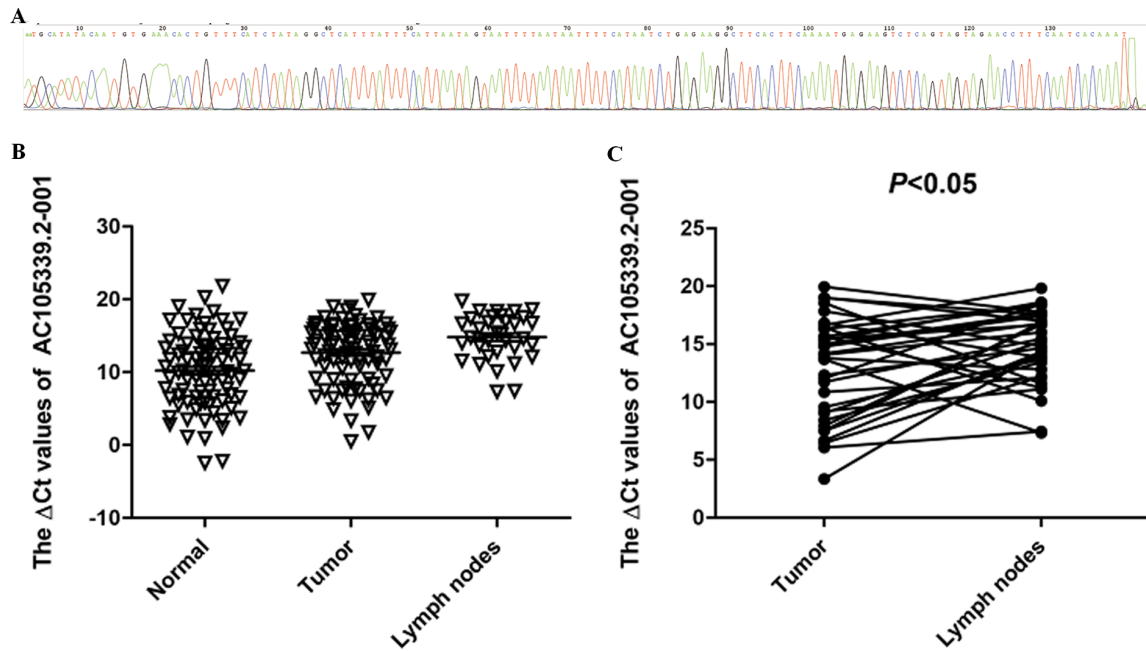 A
10 20 30 40 50 60 70 80 90 100 110 120 130
aaTGCATATACAATGTGAAACACTGTTTCATCTATAGGCTCATTTATTTCATTAATAGTAATTTTAATAATTTTCATAATCTGAGAAGGCTTCACTTCAAAATGAGAAGTCTCAGTAGTAGAACCTTTCAATCACAAAT
B
The ΔCt values of AC105339.2-001
30
20
10
0
-10
Normal
Tumor
Lymph nodes
C
P<0.05
The ΔCt values of AC105339.2-001
25
20
15
10
5
0
Tumor
Lymph nodes